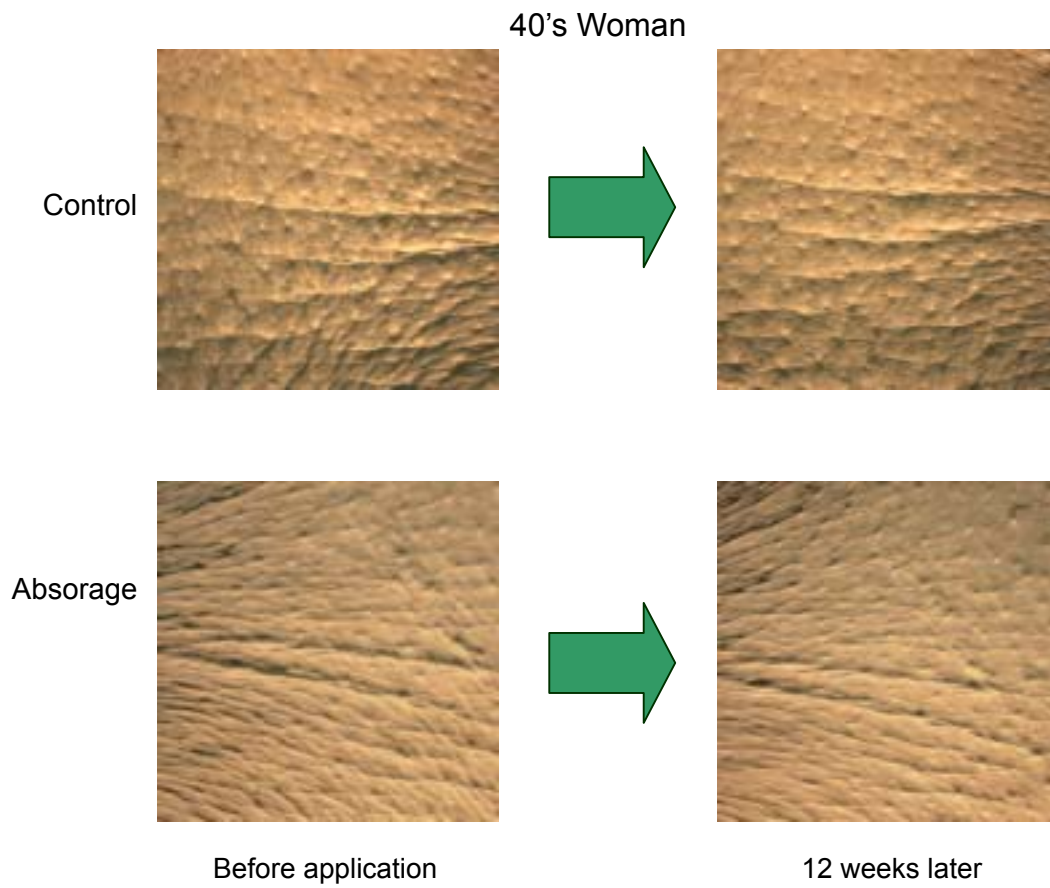 40's Woman
Control
Absorage
Before application
12 weeks later